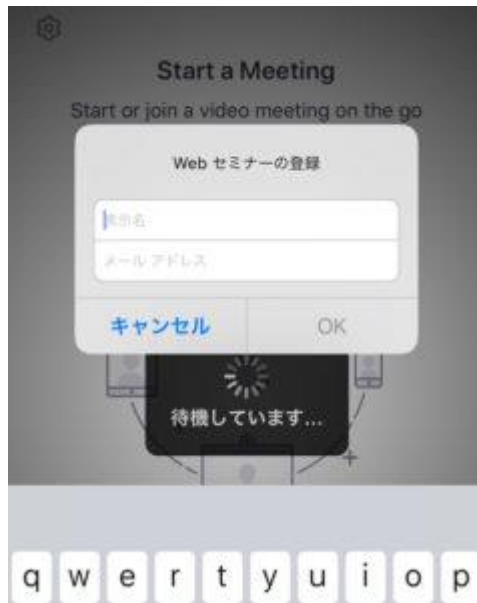 Start a Meeting
Start or join a video meeting on the go
Web セミナーの登録
表示名
メール アドレス
キャンセル
OK
待機しています...
q w e r t y u i o p